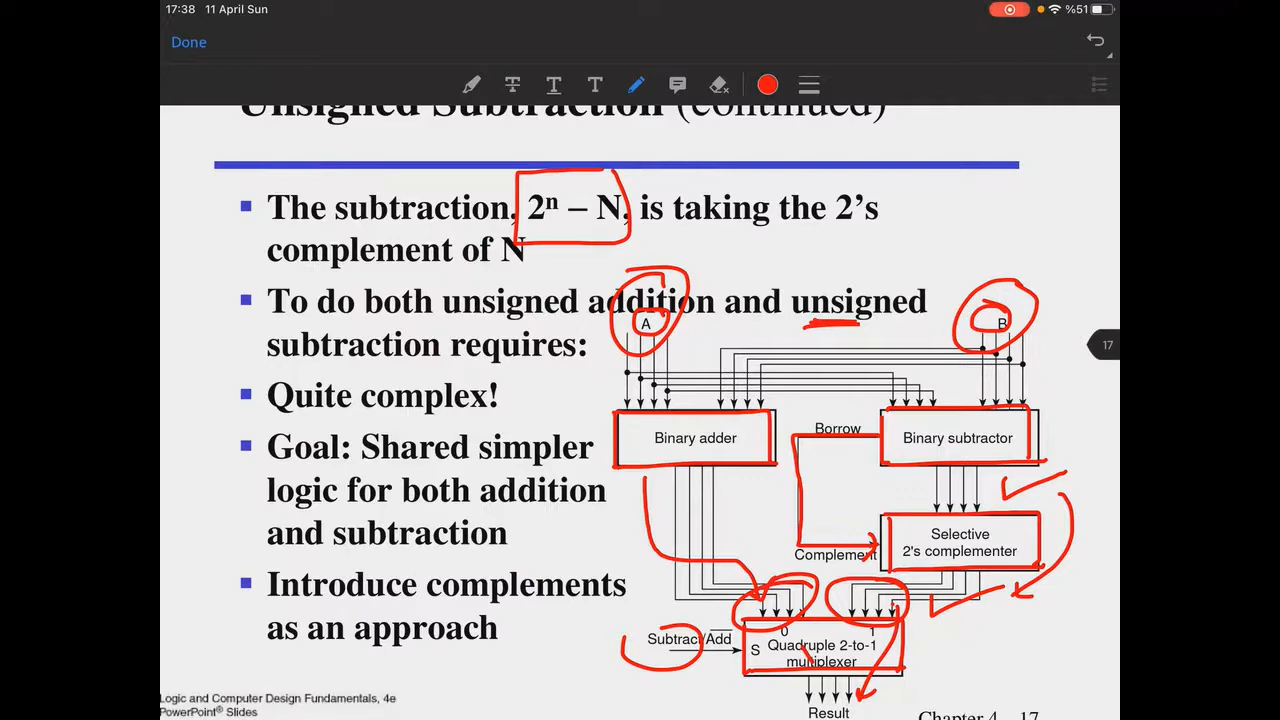 17:38 11 April Sun
%51
Done
Unsigned Subtraction (continued)
The subtraction, 2ⁿ – N, is taking the 2's
complement of N
To do both unsigned addition and unsigned
subtraction requires:
Quite complex!
Goal: Shared simpler
logic for both addition
and subtraction
Introduce complements
as an approach
A
B
17
Binary adder
Borrow
Binary subtractor
Complement
Selective
2's complementer
Subtract/A̅d̅d̅
0
1
S
Quadruple 2-to-1
multiplexer
Result
Logic and Computer Design Fundamentals, 4e
PowerPoint® Slides
Chapter 4 17